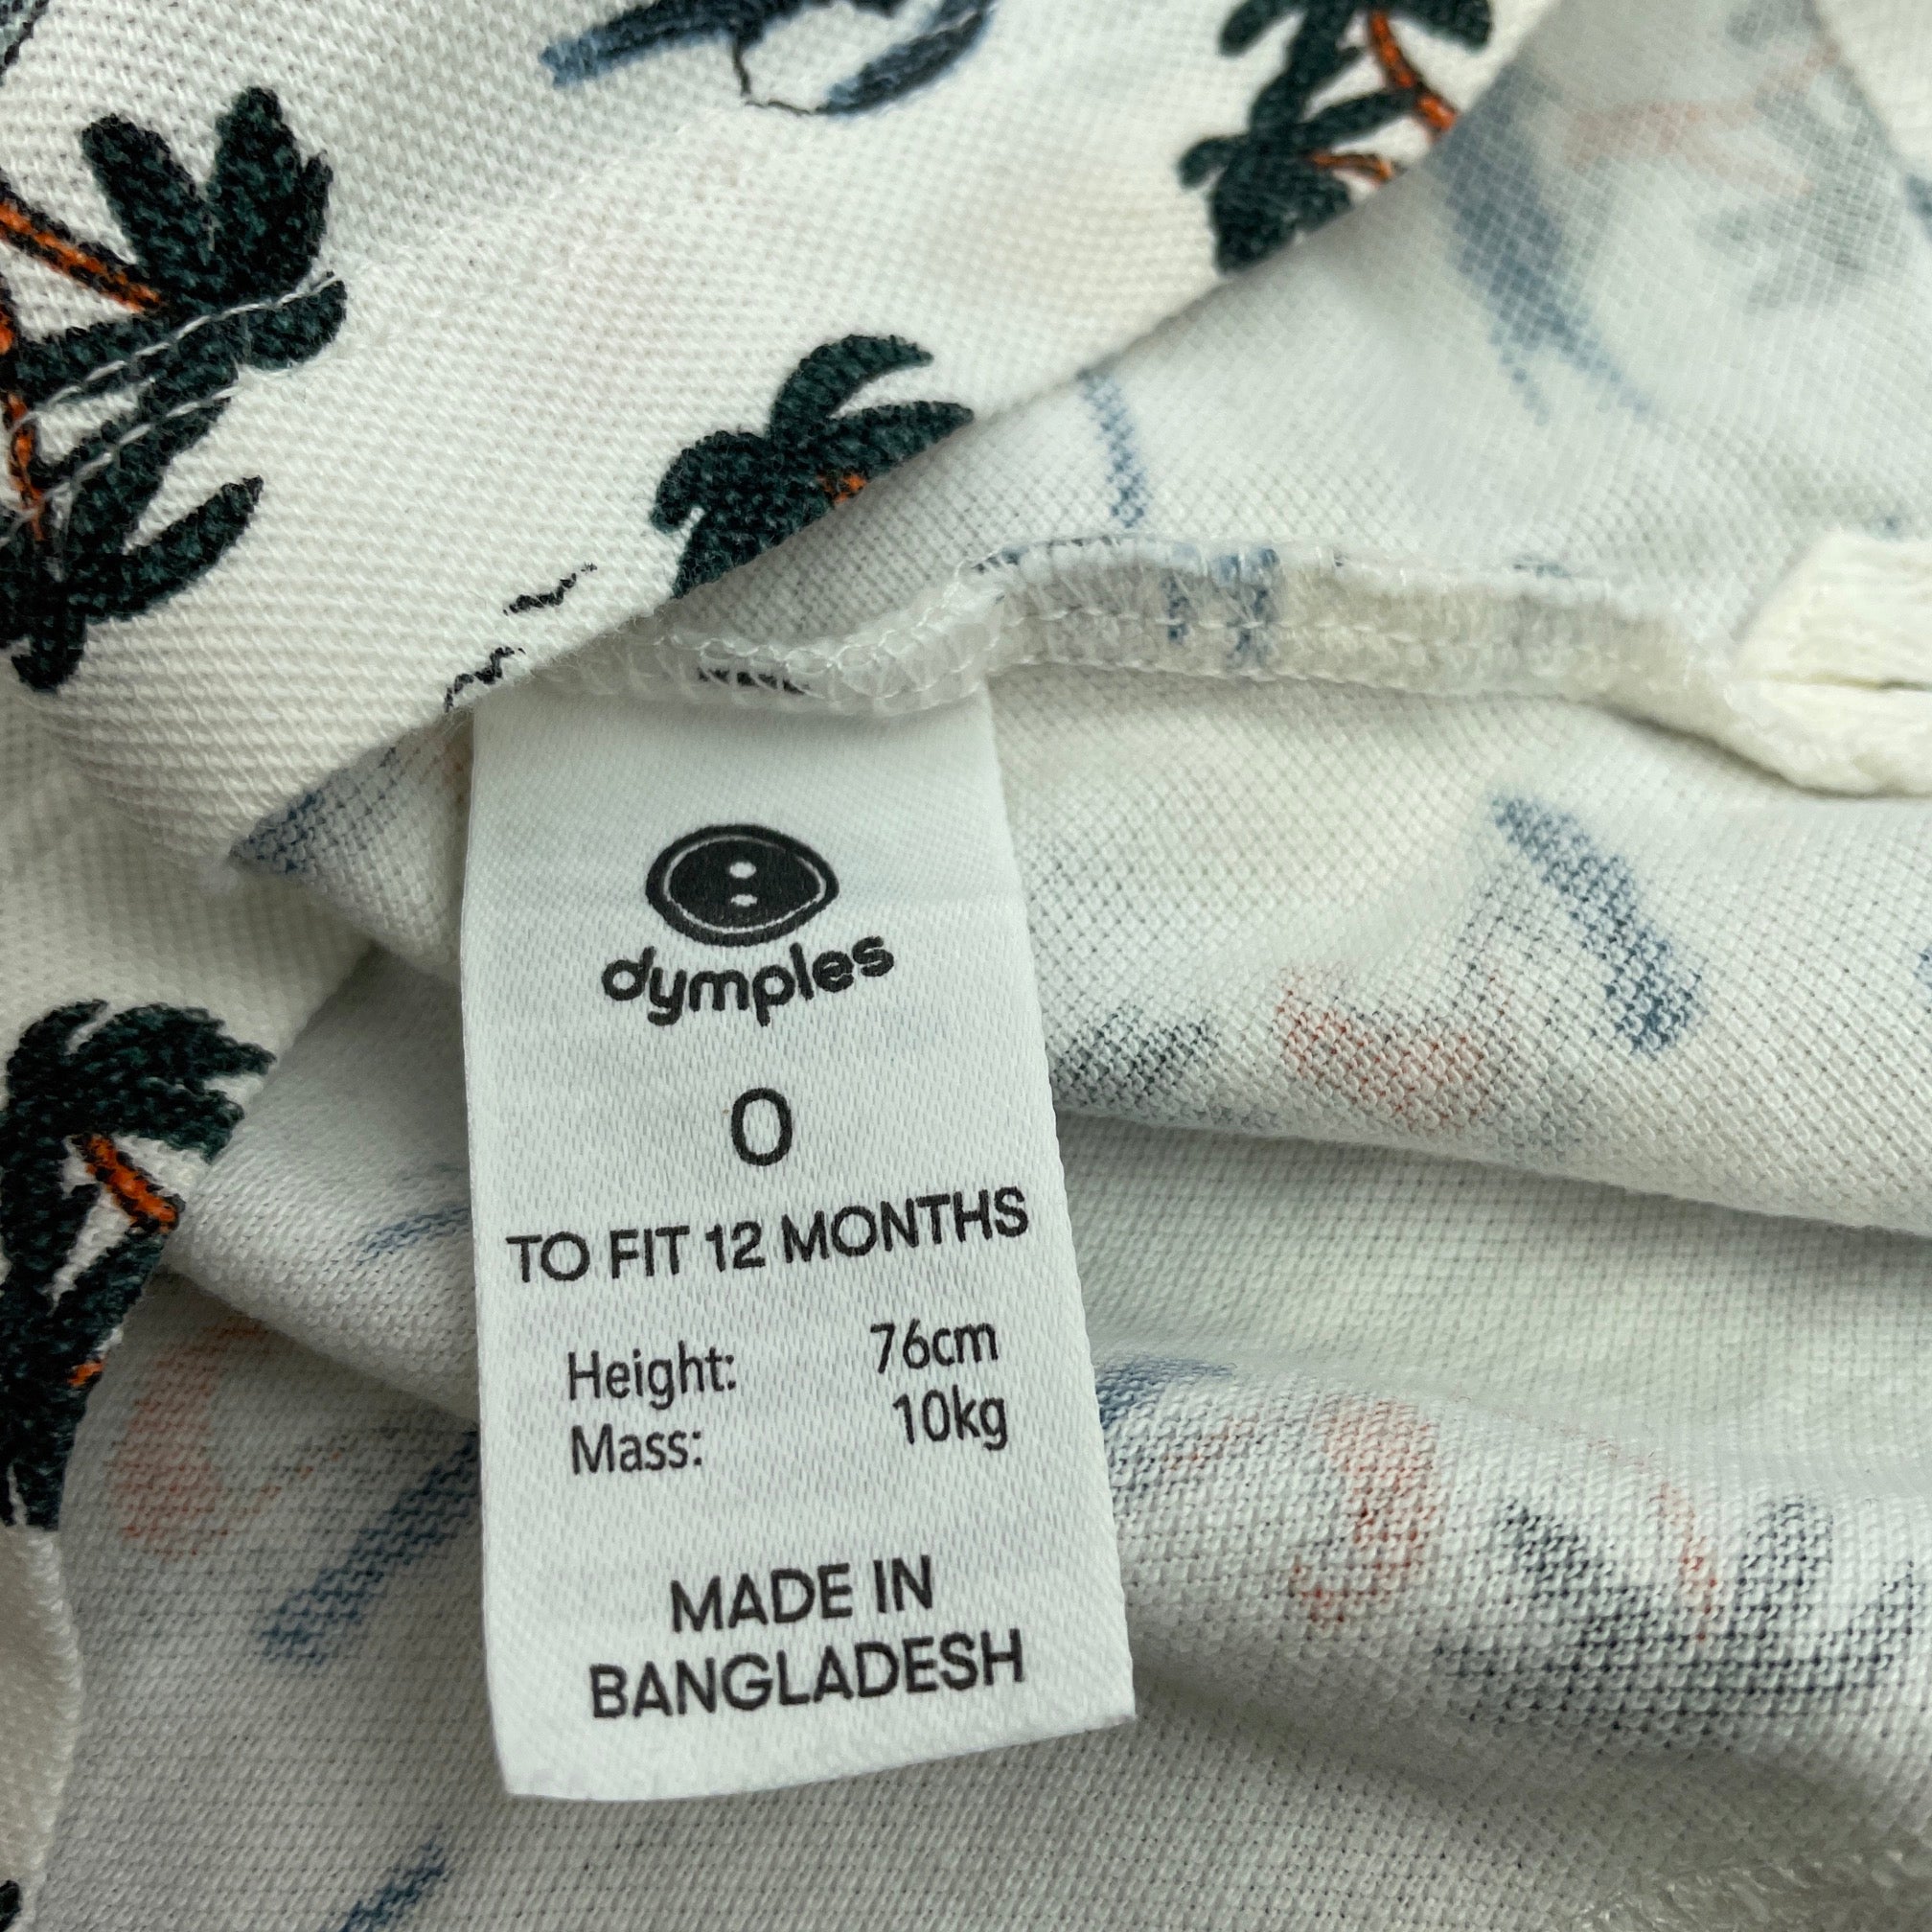 dymples
0
TO FIT 12 MONTHS
Height: 76cm
Mass: 10kg
MADE IN
BANGLADESH